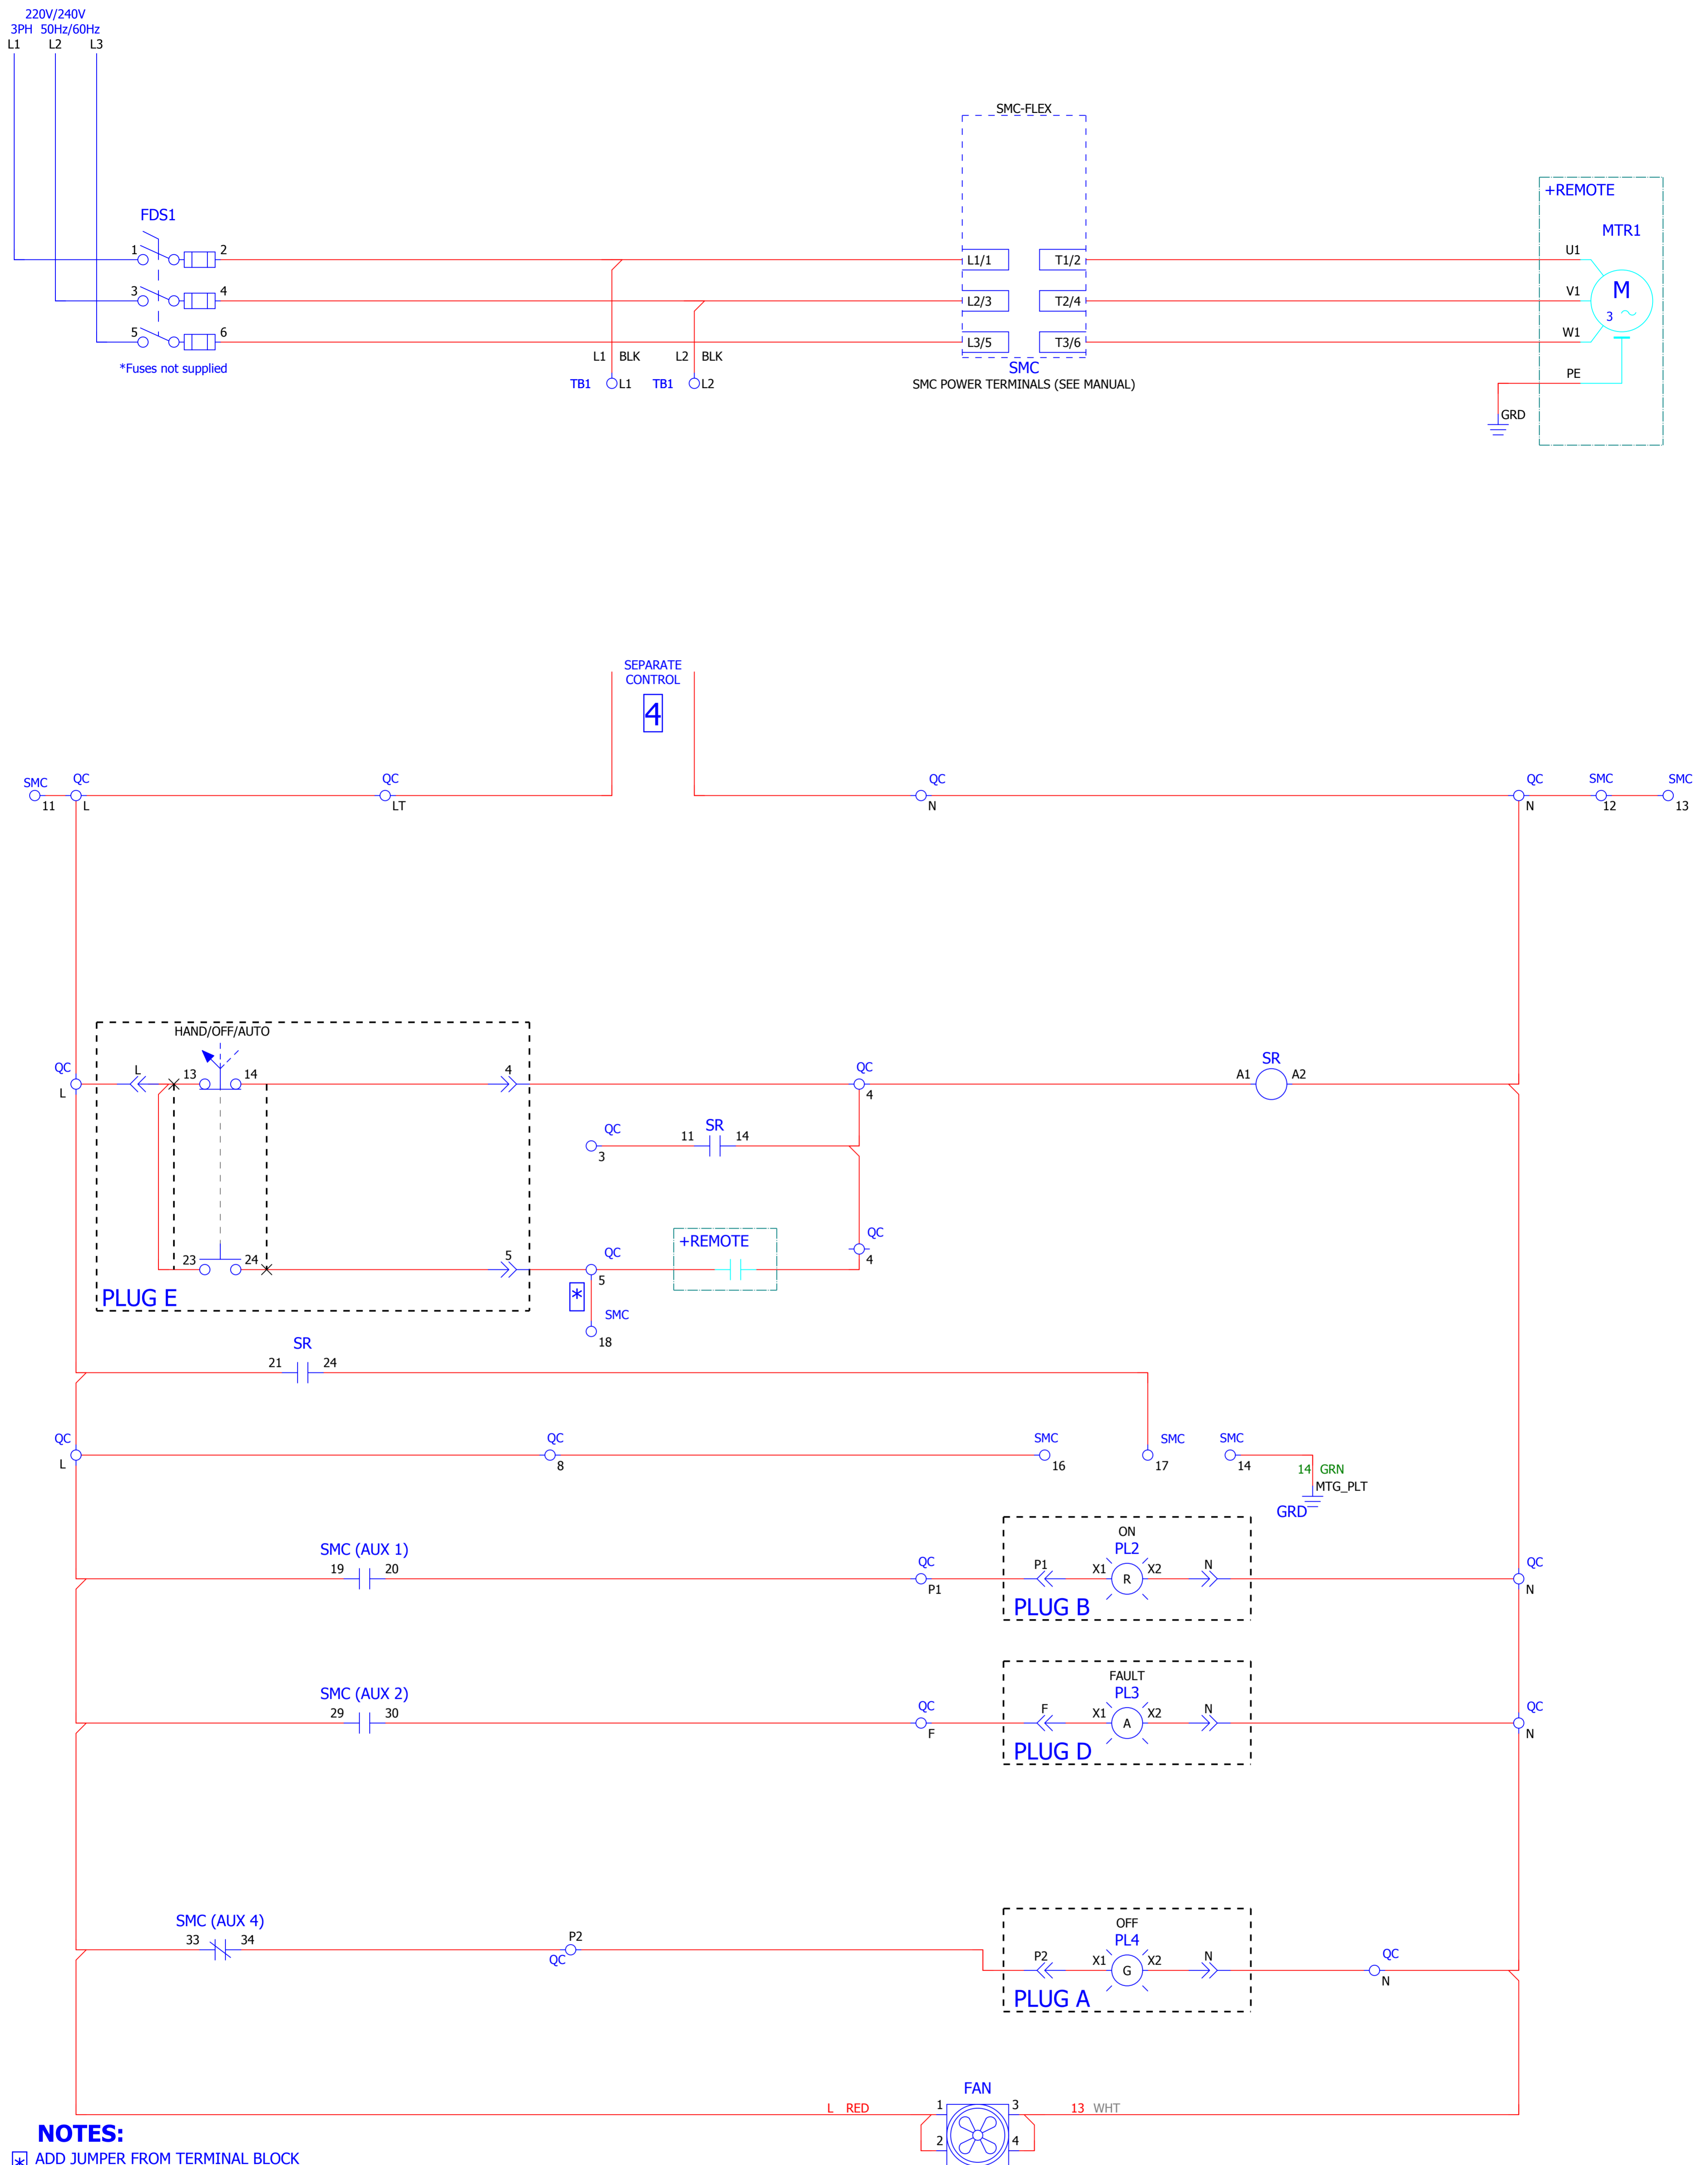 220V/240V
3PH 50Hz/60Hz
L1 L2 L3
SMC-FLEX
+REMOTE
FDS1
MTR1
1 2
L1/1 T1/2
U1
3 4
L2/3 T2/4
V1
M
3
5 6
L3/5 T3/6
W1
*Fuses not supplied
L1 BLK L2 BLK
SMC
TB1 L1 TB1 L2
SMC POWER TERMINALS (SEE MANUAL)
PE
GRD
SEPARATE
CONTROL
4
SMC QC QC QC QC SMC SMC
11 L LT N N 12 13
HAND/OFF/AUTO
QC L 13 14 4 QC SR
L 4 A1 A2
QC 11 SR 14
3
QC
4
+REMOTE
23 24 5 QC
5
PLUG E
*
SMC
18
SR
21 24
QC QC SMC SMC SMC
L 8 16 17 14
14 GRN
MTG_PLT
GRD
ON
SMC (AUX 1) PL2
19 20 QC P1 X1 R X2 N QC
P1 N
PLUG B
FAULT
SMC (AUX 2) PL3
29 30 QC F X1 A X2 N QC
F N
PLUG D
SMC (AUX 4) OFF
33 34 P2 PL4
QC P2 X1 G X2 N QC
N
PLUG A
FAN
L RED 1 3 13 WHT
2 4
NOTES:
* ADD JUMPER FROM TERMINAL BLOCK